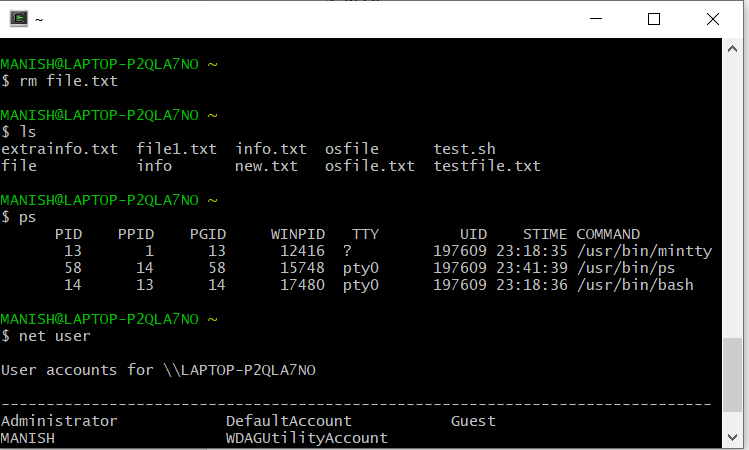 ~
MANISH@LAPTOP-P2QLA7NO ~
$ rm file.txt
MANISH@LAPTOP-P2QLA7NO ~
$ ls
extrainfo.txt  file1.txt  info.txt  osfile      test.sh
file           info       new.txt   osfile.txt  testfile.txt
MANISH@LAPTOP-P2QLA7NO ~
$ ps
      PID    PPID    PGID     WINPID   TTY         UID    STIME COMMAND
       13       1      13      12416  ?         197609 23:18:35 /usr/bin/mintty
       58      14      58      15748  pty0      197609 23:41:39 /usr/bin/ps
       14      13      14      17480  pty0      197609 23:18:36 /usr/bin/bash
MANISH@LAPTOP-P2QLA7NO ~
$ net user
User accounts for \\LAPTOP-P2QLA7NO
-------------------------------------------------------------------------------
Administrator            DefaultAccount           Guest
MANISH                   WDAGUtilityAccount